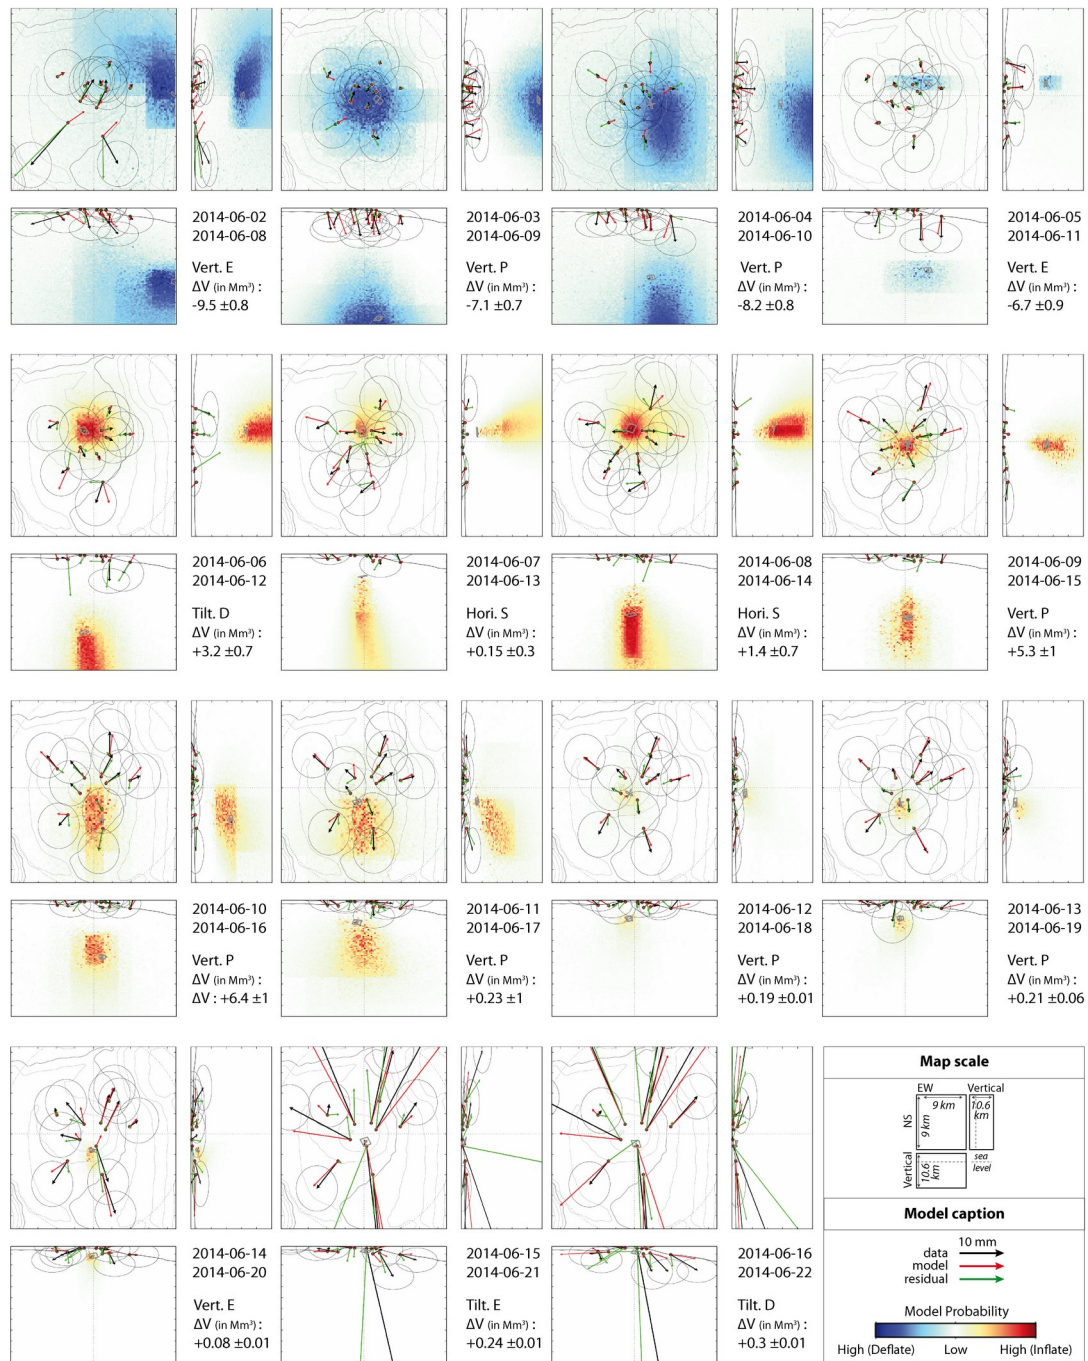 2014-06-02
2014-06-08
Vert. E
ΔV (in Mm³) :
-9.5 ±0.8
2014-06-03
2014-06-09
Vert. P
ΔV (in Mm³) :
-7.1 ±0.7
2014-06-04
2014-06-10
Vert. P
ΔV (in Mm³) :
-8.2 ±0.8
2014-06-05
2014-06-11
Vert. E
ΔV (in Mm³) :
-6.7 ±0.9
2014-06-06
2014-06-12
Tilt. D
ΔV (in Mm³) :
+3.2 ±0.7
2014-06-07
2014-06-13
Hori. S
ΔV (in Mm³) :
+0.15 ±0.3
2014-06-08
2014-06-14
Hori. S
ΔV (in Mm³) :
+1.4 ±0.7
2014-06-09
2014-06-15
Vert. P
ΔV (in Mm³) :
+5.3 ±1
2014-06-10
2014-06-16
Vert. P
ΔV (in Mm³) :
ΔV : +6.4 ±1
2014-06-11
2014-06-17
Vert. P
ΔV (in Mm³) :
+0.23 ±1
2014-06-12
2014-06-18
Vert. P
ΔV (in Mm³) :
+0.19 ±0.01
2014-06-13
2014-06-19
Vert. P
ΔV (in Mm³) :
+0.21 ±0.06
2014-06-14
2014-06-20
Vert. E
ΔV (in Mm³) :
+0.08 ±0.01
2014-06-15
2014-06-21
Tilt. E
ΔV (in Mm³) :
+0.24 ±0.01
2014-06-16
2014-06-22
Tilt. D
ΔV (in Mm³) :
+0.3 ±0.01
Map scale
EW Vertical
NS
9 km
9 km
10.6 km
Vertical
10.6 km
sea level
Model caption
10 mm
data
model
residual
Model Probability
High (Deflate) Low High (Inflate)